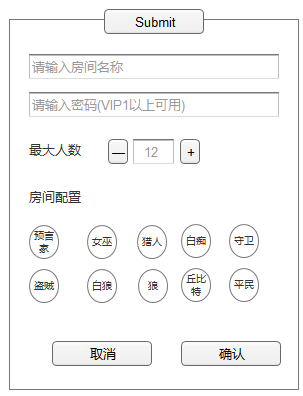 Submit
请输入房间名称
请输入密码(VIP1以上可用)
最大人数 — 12 +
房间配置
预言家 女巫 猎人 白痴 守卫
盗贼 白狼 狼 丘比特 平民
取消 确认